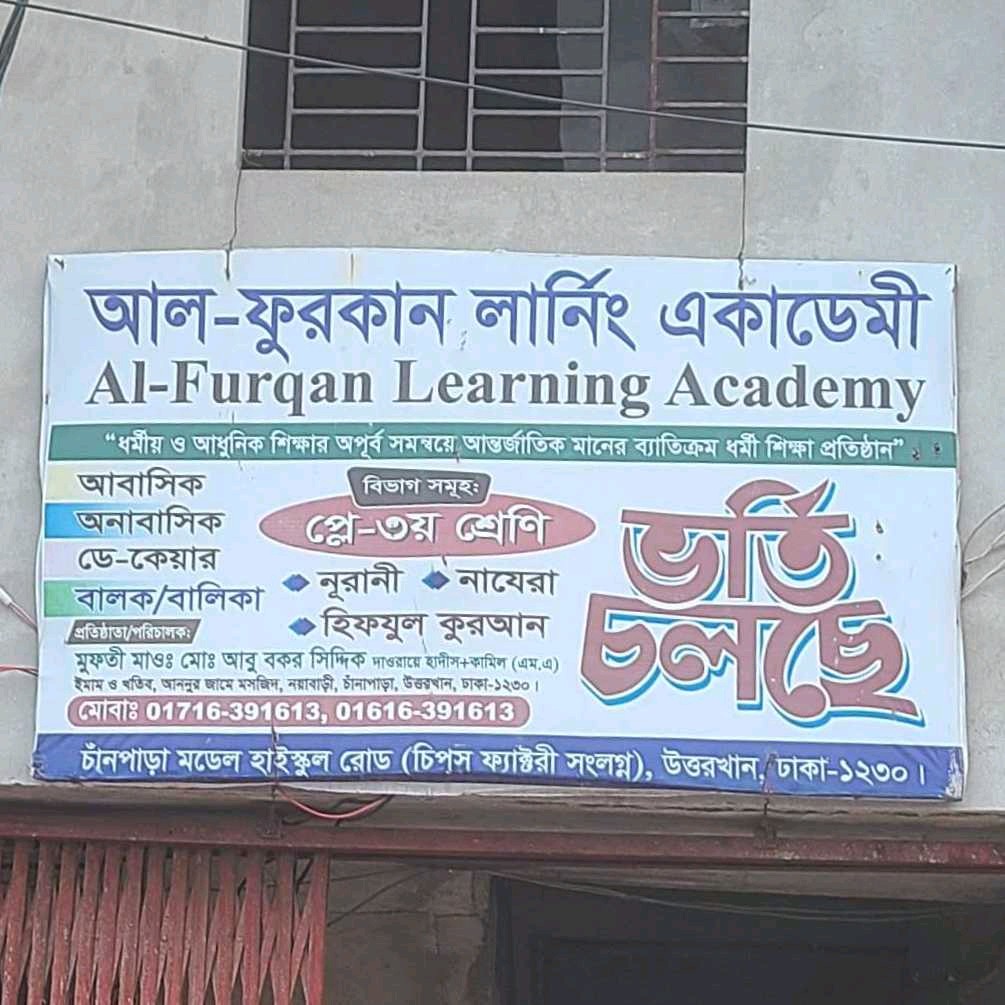 আল-ফুরকান লার্নিং একাডেমী
Al-Furqan Learning Academy
“ধর্মীয় ও আধুনিক শিক্ষার অপূর্ব সমন্বয়ে আন্তর্জাতিক মানের ব্যাতিক্রম ধর্মী শিক্ষা প্রতিষ্ঠান”
আবাসিক
অনাবাসিক
ডে-কেয়ার
বালক/বালিকা
বিভাগ সমূহ:
প্লে-৩য় শ্রেণি
নূরানী নাযেরা
হিফযুল কুরআন
ভর্তি
চলছে
প্রতিষ্ঠাতা/পরিচালক:
মুফতী মাওঃ মোঃ আবু বকর সিদ্দিক দাওরায়ে হাদীস+কামিল (এম.এ)
ইমাম ও খতিব, আননুর জামে মসজিদ, নয়াবাড়ী, চাঁনপাড়া, উত্তরখান, ঢাকা-১২৩০।
মোবাঃ 01716-391613, 01616-391613
চাঁনপাড়া মডেল হাইস্কুল রোড (চিপস ফ্যাক্টরী সংলগ্ন), উত্তরখান, ঢাকা-১২৩০।